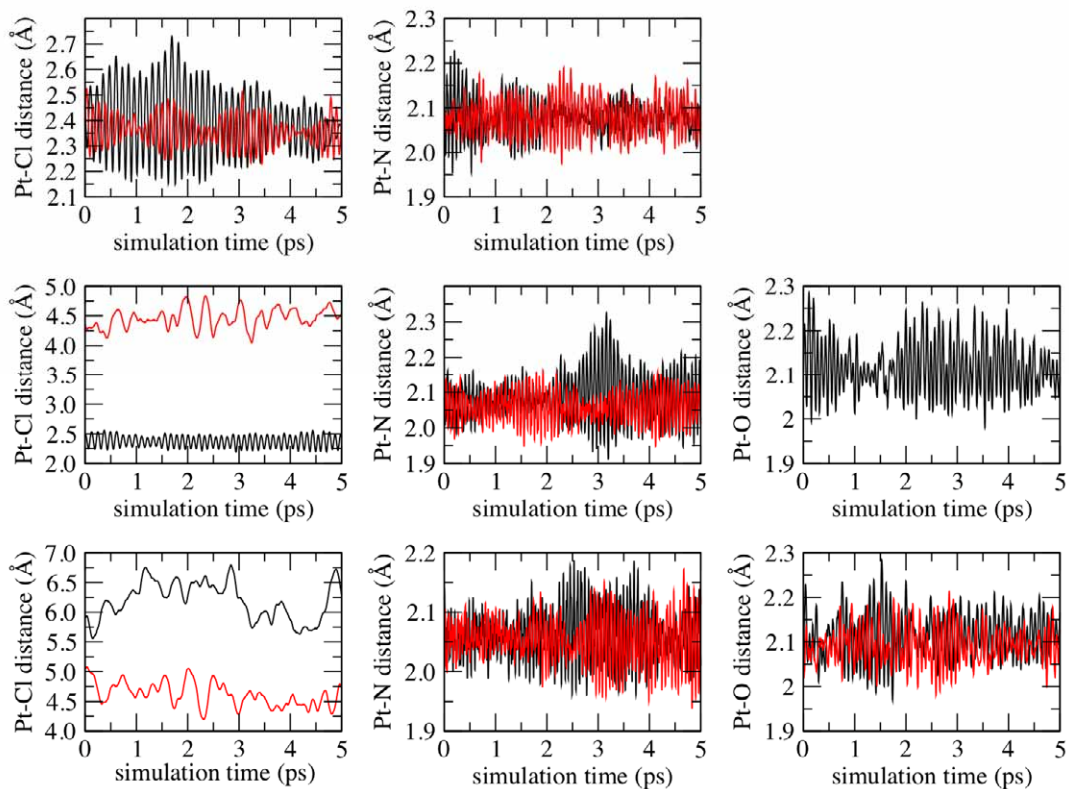 Pt-Cl distance (Å)
2.7
2.6
2.5
2.4
2.3
2.2
2.1
0 1 2 3 4 5
simulation time (ps)
Pt-N distance (Å)
2.3
2.2
2.1
2.0
1.9
0 1 2 3 4 5
simulation time (ps)
Pt-Cl distance (Å)
5.0
4.5
4.0
3.5
3.0
2.5
2.0
0 1 2 3 4 5
simulation time (ps)
Pt-N distance (Å)
2.3
2.2
2.1
2.0
1.9
0 1 2 3 4 5
simulation time (ps)
Pt-O distance (Å)
2.3
2.2
2.1
2
1.9
0 1 2 3 4 5
simulation time (ps)
Pt-Cl distance (Å)
7.0
6.5
6.0
5.5
5.0
4.5
4.0
0 1 2 3 4 5
simulation time (ps)
Pt-N distance (Å)
2.2
2.1
2.0
1.9
0 1 2 3 4 5
simulation time (ps)
Pt-O distance (Å)
2.3
2.2
2.1
2
1.9
0 1 2 3 4 5
simulation time (ps)